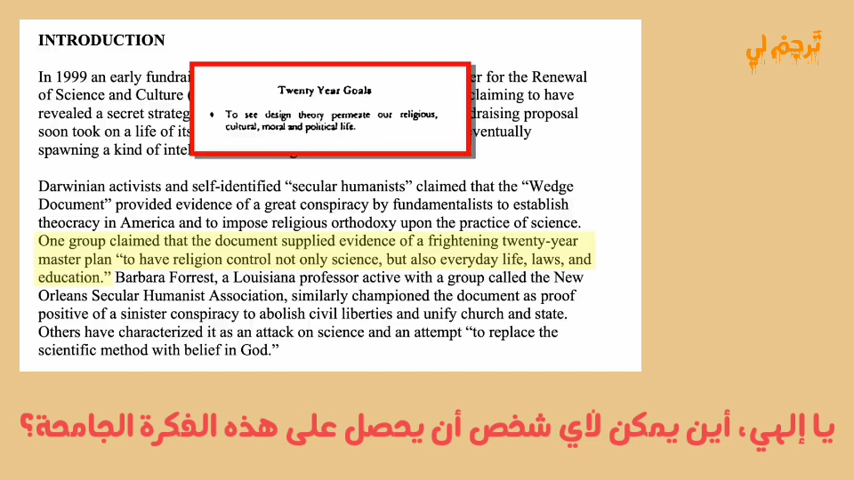 تَرجِم لي
INTRODUCTION
In 1999 an early fundrai
er for the Renewal
of Science and Culture (
claiming to have
revealed a secret strateg
draising proposal
soon took on a life of its
eventually
spawning a kind of intel
Twenty Year Goals
• To see design theory permeate our religious,
cultural, moral and political life.
Darwinian activists and self-identified “secular humanists” claimed that the “Wedge
Document” provided evidence of a great conspiracy by fundamentalists to establish
theocracy in America and to impose religious orthodoxy upon the practice of science.
One group claimed that the document supplied evidence of a frightening twenty-year
master plan “to have religion control not only science, but also everyday life, laws, and
education.” Barbara Forrest, a Louisiana professor active with a group called the New
Orleans Secular Humanist Association, similarly championed the document as proof
positive of a sinister conspiracy to abolish civil liberties and unify church and state.
Others have characterized it as an attack on science and an attempt “to replace the
scientific method with belief in God.”
يا إلهي، أين يمكن لأي شخص أن يحصل على هذه الفكرة الجامحة؟